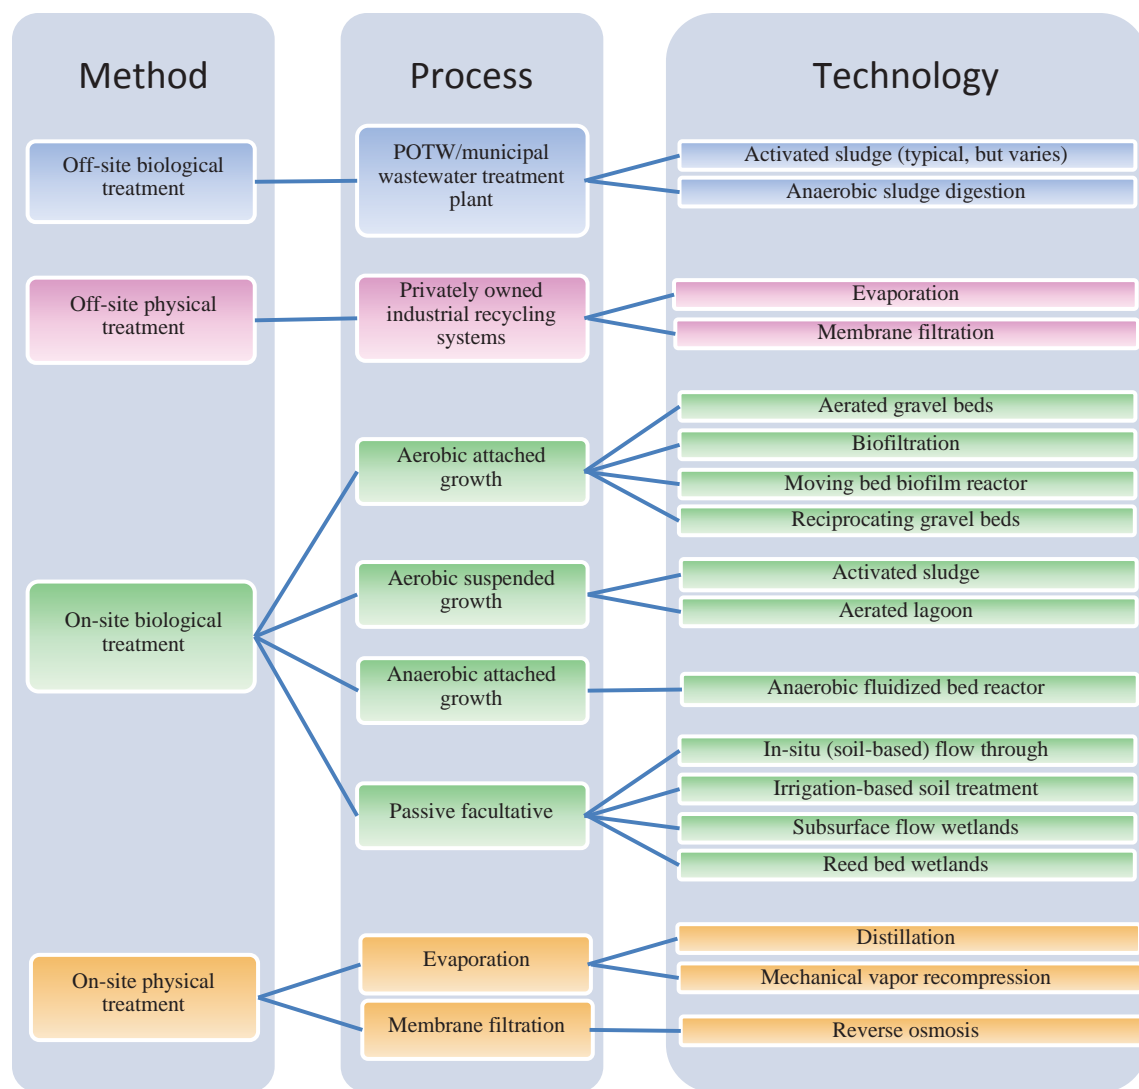 Method
Process
Technology
Off-site biological
treatment
POTW/municipal
wastewater treatment
plant
Activated sludge (typical, but varies)
Anaerobic sludge digestion
Off-site physical
treatment
Privately owned
industrial recycling
systems
Evaporation
Membrane filtration
On-site biological
treatment
Aerobic attached
growth
Aerated gravel beds
Biofiltration
Moving bed biofilm reactor
Reciprocating gravel beds
Aerobic suspended
growth
Activated sludge
Aerated lagoon
Anaerobic attached
growth
Anaerobic fluidized bed reactor
Passive facultative
In-situ (soil-based) flow through
Irrigation-based soil treatment
Subsurface flow wetlands
Reed bed wetlands
On-site physical
treatment
Evaporation
Distillation
Mechanical vapor recompression
Membrane filtration
Reverse osmosis